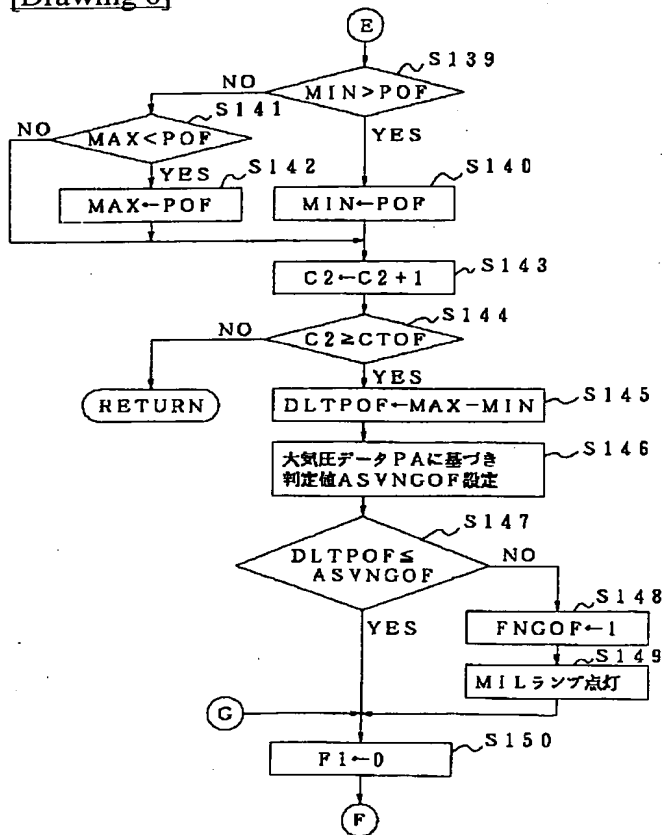 [Drawing 6]
E
S139
MIN>POF
NO
YES
S141
MAX<POF
NO
YES
S142
MAX←POF
S140
MIN←POF
S143
C2←C2+1
S144
C2≧CTOF
NO
YES
RETURN
S145
DLTPOF←MAX-MIN
S146
大気圧データPAに基づき
判定値ASVNGOF設定
S147
DLTPOF≦
ASVNGOF
NO
YES
S148
FNGOF←1
S149
MILランプ点灯
G
S150
F1←0
F